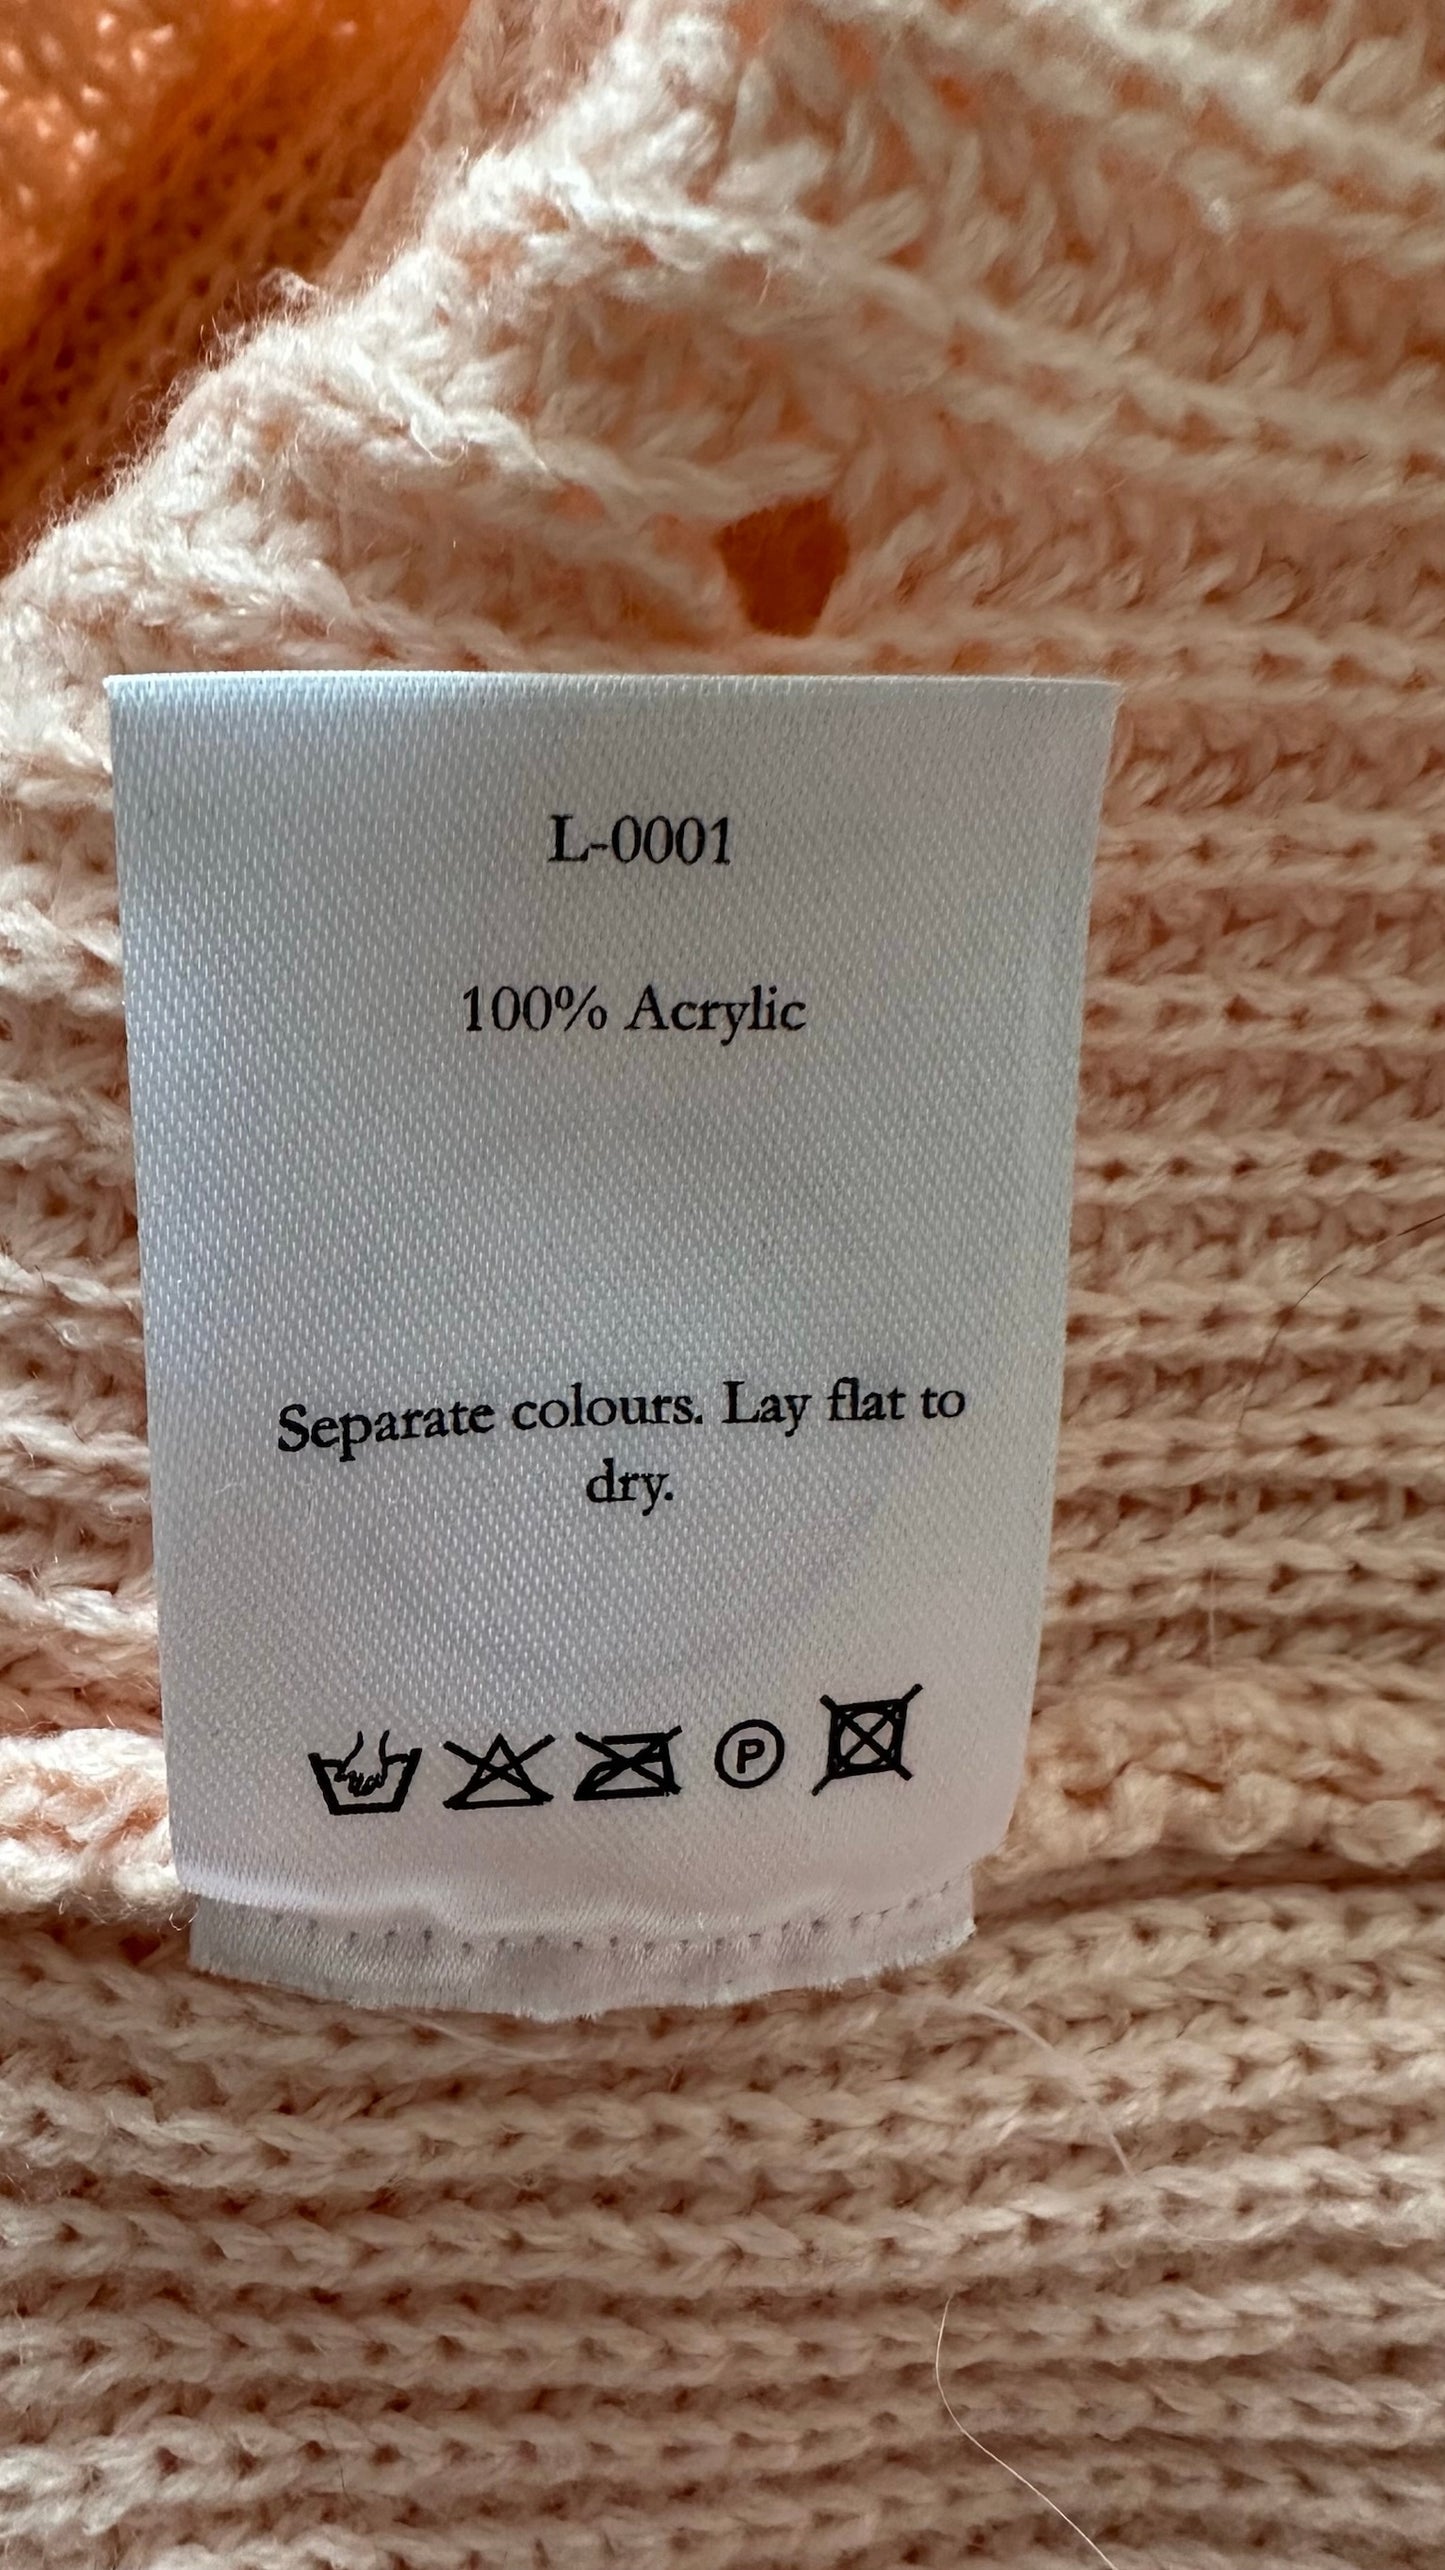 L-0001
100% Acrylic
Separate colours. Lay flat to
dry.
P